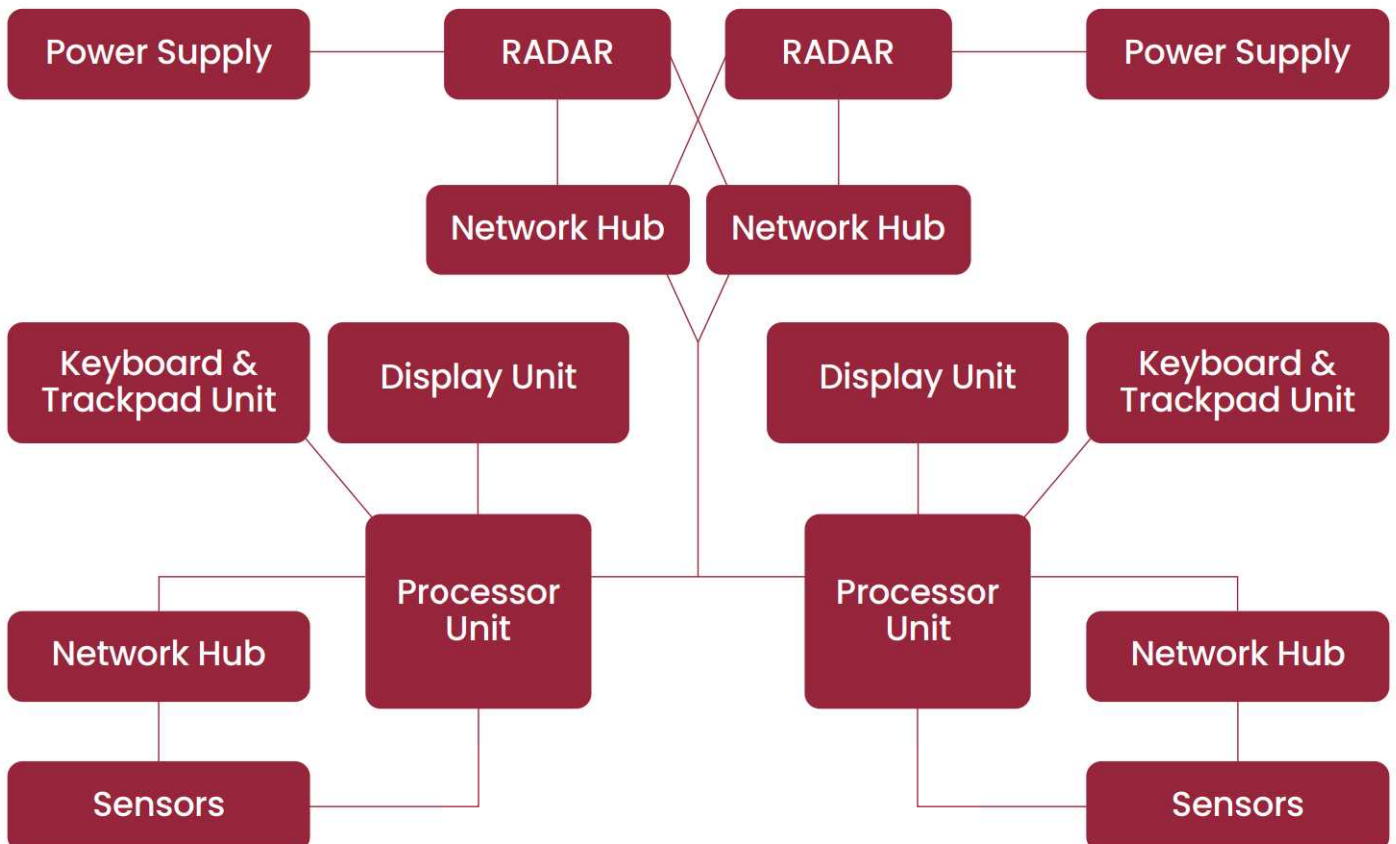 Power Supply
RADAR
RADAR
Power Supply
Network Hub
Network Hub
Keyboard &
Trackpad Unit
Display Unit
Display Unit
Keyboard &
Trackpad Unit
Processor
Unit
Processor
Unit
Network Hub
Network Hub
Sensors
Sensors